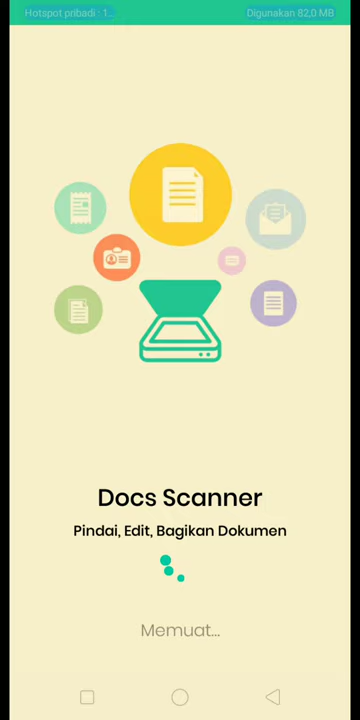 Hotspot pribadi : 1..
Digunakan 82,0 MB
Docs Scanner
Pindai, Edit, Bagikan Dokumen
Memuat...